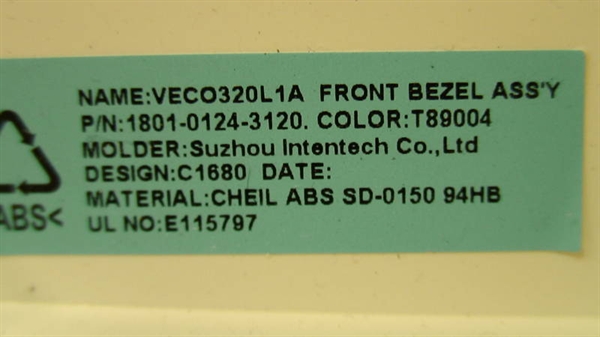 NAME:VECO320L1A FRONT BEZEL ASS'Y
P/N:1801-0124-3120. COLOR:T89004
MOLDER:Suzhou Intentech Co.,Ltd
DESIGN:C1680 DATE:
MATERIAL:CHEIL ABS SD-0150 94HB
UL NO:E115797
ABS<